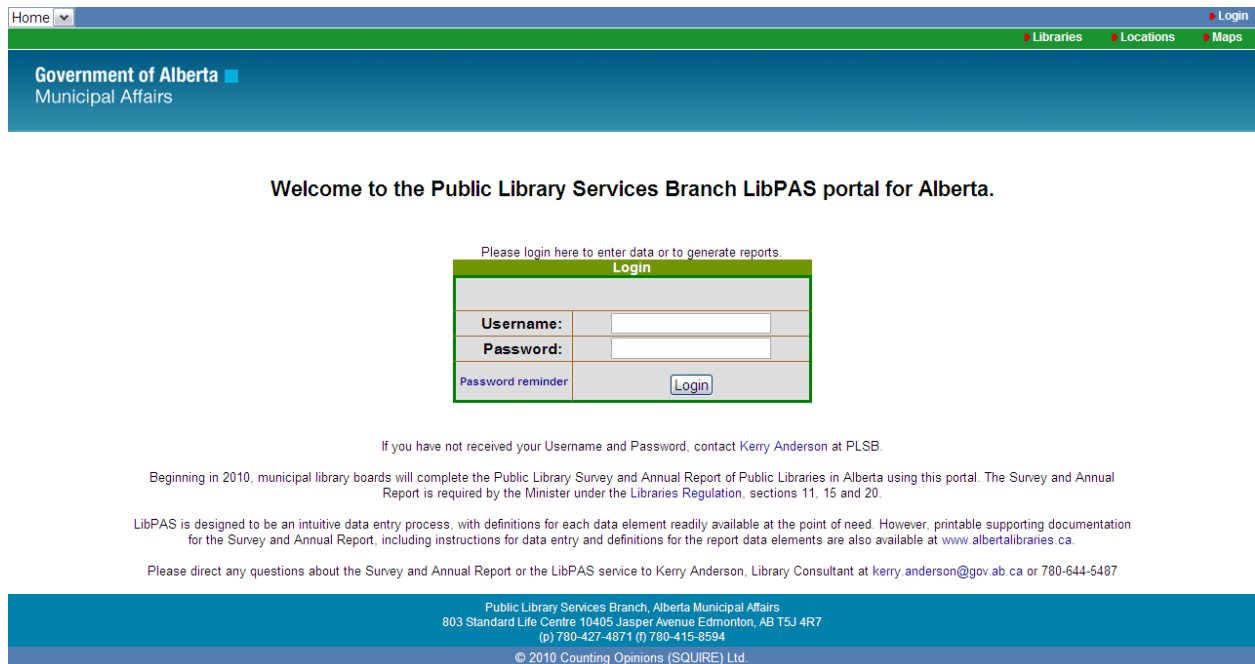 Home
Login
Libraries Locations Maps
Government of Alberta
Municipal Affairs
Welcome to the Public Library Services Branch LibPAS portal for Alberta.
Please login here to enter data or to generate reports.
Login
Username:
Password:
Password reminder Login
If you have not received your Username and Password, contact Kerry Anderson at PLSB.
Beginning in 2010, municipal library boards will complete the Public Library Survey and Annual Report of Public Libraries in Alberta using this portal. The Survey and Annual
Report is required by the Minister under the Libraries Regulation, sections 11, 15 and 20.
LibPAS is designed to be an intuitive data entry process, with definitions for each data element readily available at the point of need. However, printable supporting documentation
for the Survey and Annual Report, including instructions for data entry and definitions for the report data elements are also available at www.albertalibraries.ca.
Please direct any questions about the Survey and Annual Report or the LibPAS service to Kerry Anderson, Library Consultant at kerry.anderson@gov.ab.ca or 780-644-5487
Public Library Services Branch, Alberta Municipal Affairs
803 Standard Life Centre 10405 Jasper Avenue Edmonton, AB T5J 4R7
(p) 780-427-4871 (f) 780-415-8594
© 2010 Counting Opinions (SQUIRE) Ltd.